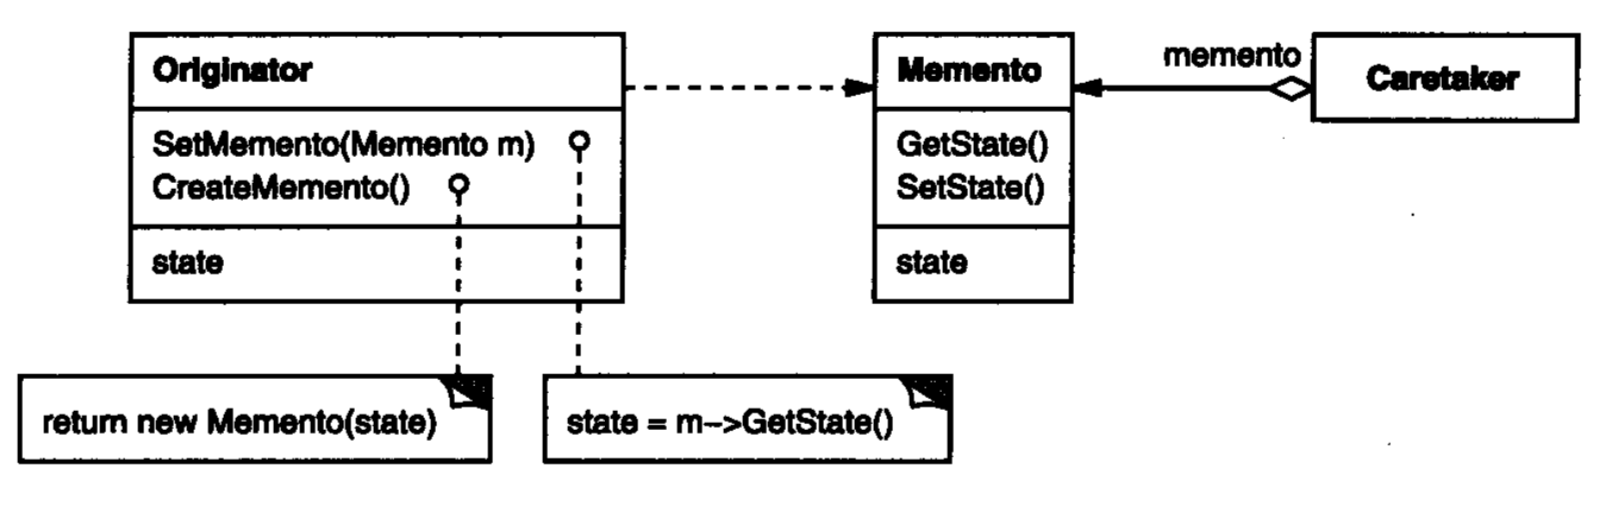 Originator
SetMemento(Memento m)
CreateMemento()
state
return new Memento(state)
state = m->GetState()
Memento
GetState()
SetState()
state
memento
Caretaker